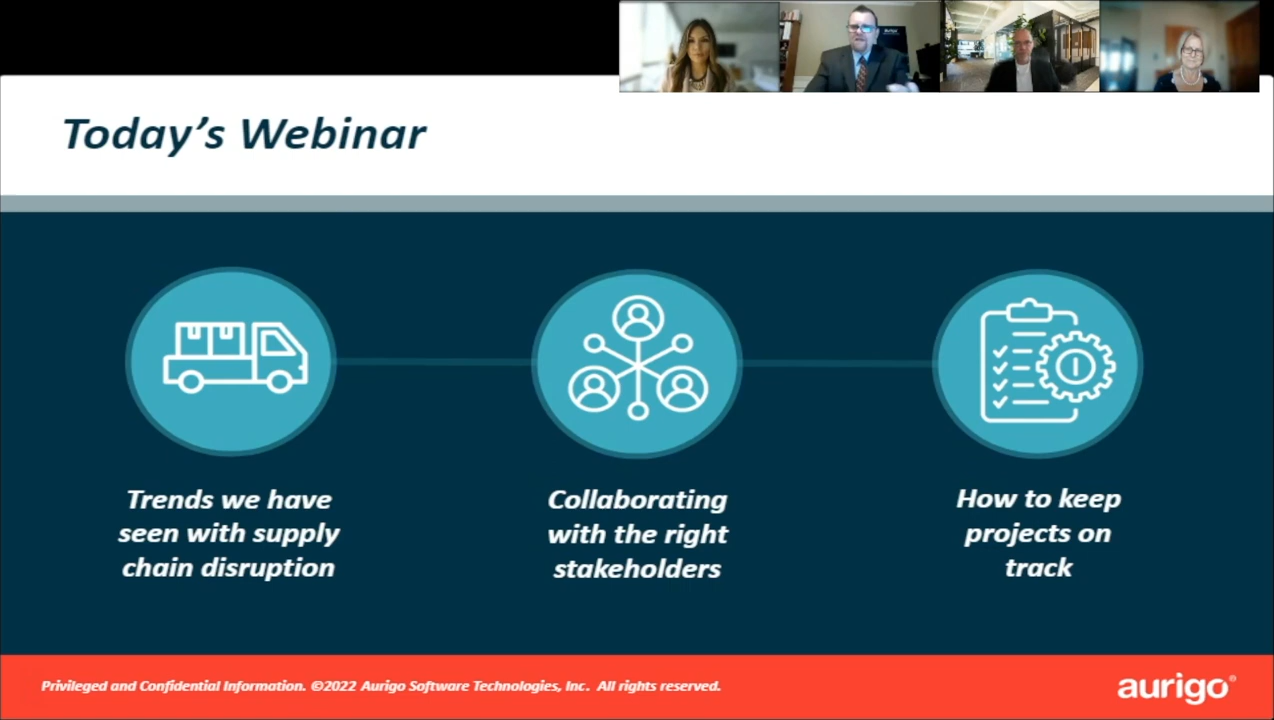 Today's Webinar
Trends we have
seen with supply
chain disruption
Collaborating
with the right
stakeholders
How to keep
projects on
track
Privileged and Confidential Information. ©2022 Aurigo Software Technologies, Inc. All rights reserved.
aurigo®